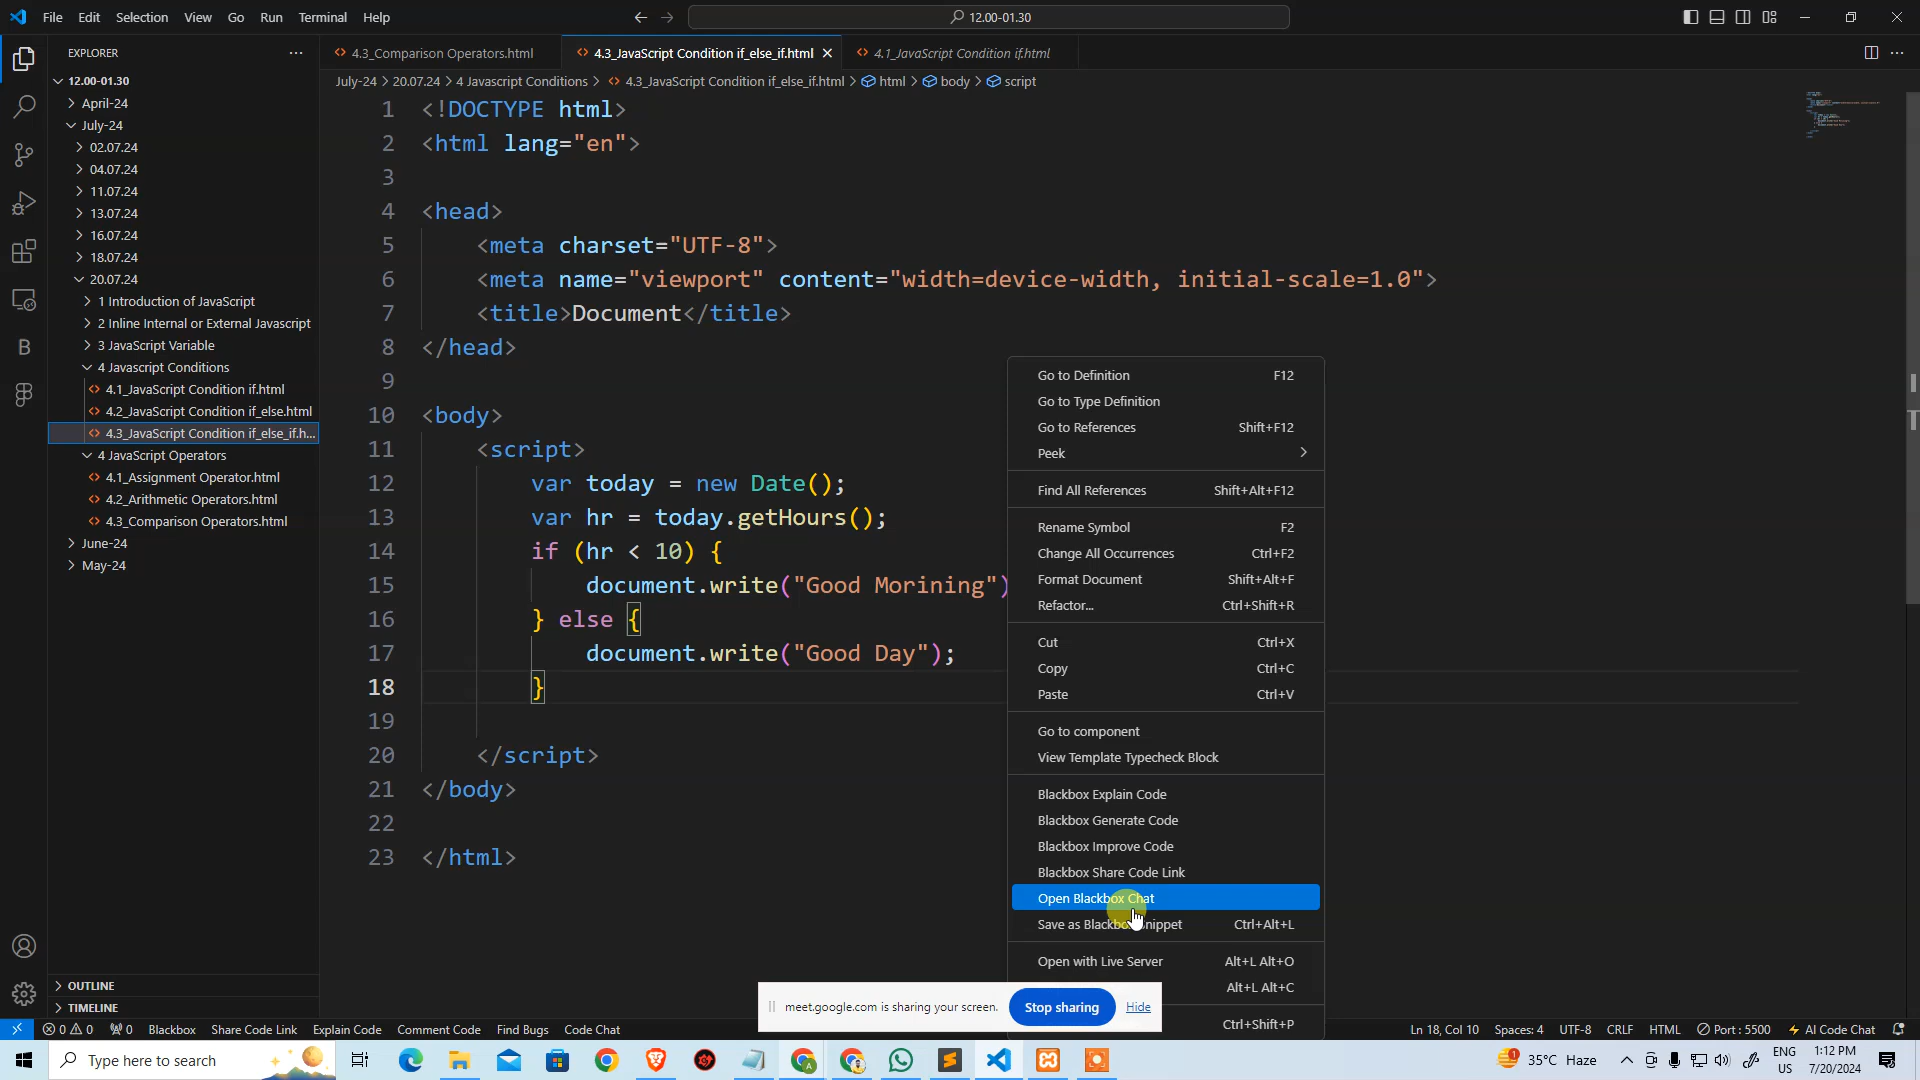 File Edit Selection View Go Run Terminal Help
12.00-01.30
EXPLORER
12.00-01.30
April-24
July-24
02.07.24
04.07.24
11.07.24
13.07.24
16.07.24
18.07.24
20.07.24
1 Introduction of JavaScript
2 Inline Internal or External Javascript
3 JavaScript Variable
4 Javascript Conditions
4.1_JavaScript Condition if.html
4.2_JavaScript Condition if_else.html
4.3_JavaScript Condition if_else_if.h...
4 JavaScript Operators
4.1_Assignment Operator.html
4.2_Arithmetic Operators.html
4.3_Comparison Operators.html
June-24
May-24
OUTLINE
TIMELINE
4.3_Comparison Operators.html
4.3_JavaScript Condition if_else_if.html
4.1_JavaScript Condition if.html
July-24 > 20.07.24 > 4 Javascript Conditions > 4.3_JavaScript Condition if_else_if.html > html > body > script
1 <!DOCTYPE html>
2 <html lang="en">
3
4 <head>
5 <meta charset="UTF-8">
6 <meta name="viewport" content="width=device-width, initial-scale=1.0">
7 <title>Document</title>
8 </head>
9
10 <body>
11 <script>
12 var today = new Date();
13 var hr = today.getHours();
14 if (hr < 10) {
15 document.write("Good Morining")
16 } else {
17 document.write("Good Day");
18 }
19
20 </script>
21 </body>
22
23 </html>
Go to Definition F12
Go to Type Definition
Go to References Shift+F12
Peek
Find All References Shift+Alt+F12
Rename Symbol F2
Change All Occurrences Ctrl+F2
Format Document Shift+Alt+F
Refactor... Ctrl+Shift+R
Cut Ctrl+X
Copy Ctrl+C
Paste Ctrl+V
Go to component
View Template Typecheck Block
Blackbox Explain Code
Blackbox Generate Code
Blackbox Improve Code
Blackbox Share Code Link
Open Blackbox Chat
Save as Blackbox Snippet Ctrl+Alt+L
Open with Live Server Alt+L Alt+O
Alt+L Alt+C
Ctrl+Shift+P
meet.google.com is sharing your screen. Stop sharing Hide
0 0 0 Blackbox Share Code Link Explain Code Comment Code Find Bugs Code Chat
Ln 18, Col 10 Spaces: 4 UTF-8 CRLF HTML Port : 5500 AI Code Chat
Type here to search
35°C Haze
ENG
US
1:12 PM
7/20/2024